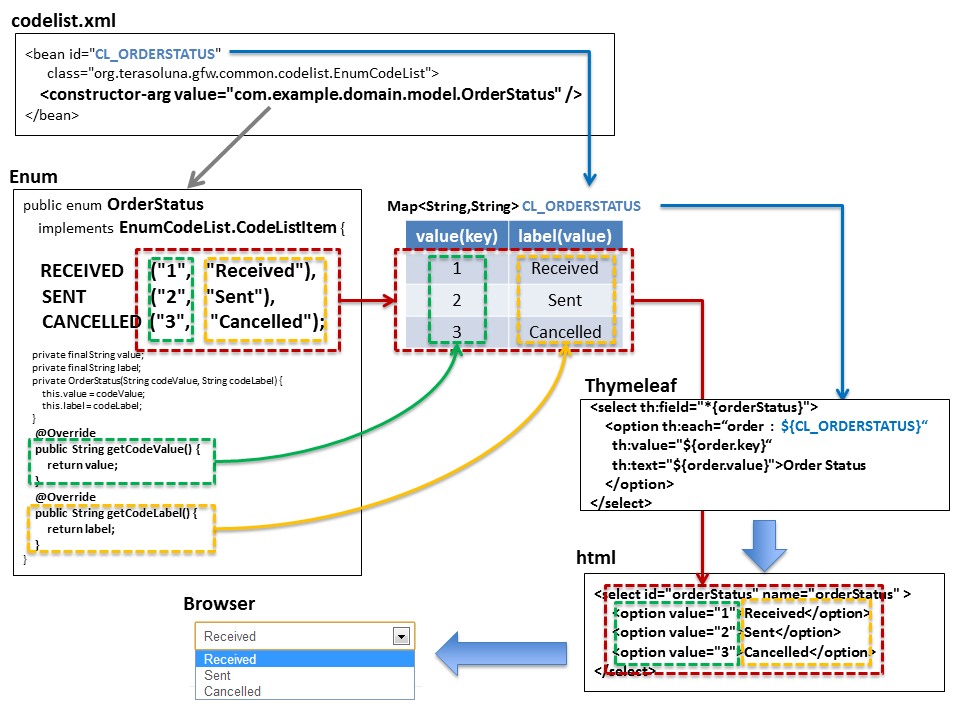 codelist.xml
<bean id="CL_ORDERSTATUS"
class="org.terasoluna.gfw.common.codelist.EnumCodeList">
<constructor-arg value="com.example.domain.model.OrderStatus" />
</bean>
Enum
public enum OrderStatus
implements EnumCodeList.CodeListItem {
RECEIVED ("1", "Received"),
SENT ("2", "Sent"),
CANCELLED ("3", "Cancelled");
private final String value;
private final String label;
private OrderStatus(String codeValue, String codeLabel) {
this.value = codeValue;
this.label = codeLabel;
}
@Override
public String getCodeValue() {
return value;
}
@Override
public String getCodeLabel() {
return label;
}
}
Map<String,String> CL_ORDERSTATUS
value(key) label(value)
1 Received
2 Sent
3 Cancelled
Thymeleaf
<select th:field="*{orderStatus}">
<option th:each=“order : ${CL_ORDERSTATUS}“
th:value="${order.key}“
th:text="${order.value}">Order Status
</option>
</select>
html
<select id="orderStatus" name="orderStatus" >
<option value="1">Received</option>
<option value="2">Sent</option>
<option value="3">Cancelled</option>
</select>
Browser
Received
Received
Sent
Cancelled